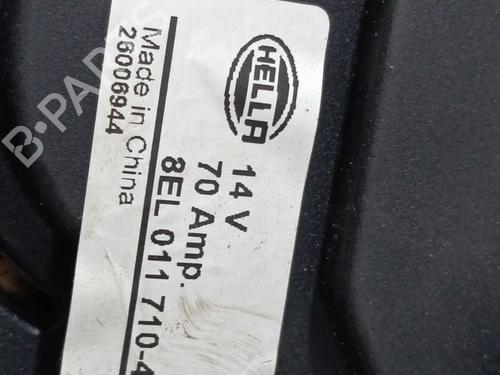 HELLA
14 V
70 Amp.
8EL 011 710-4
Made in China
26006944
B-PARTS